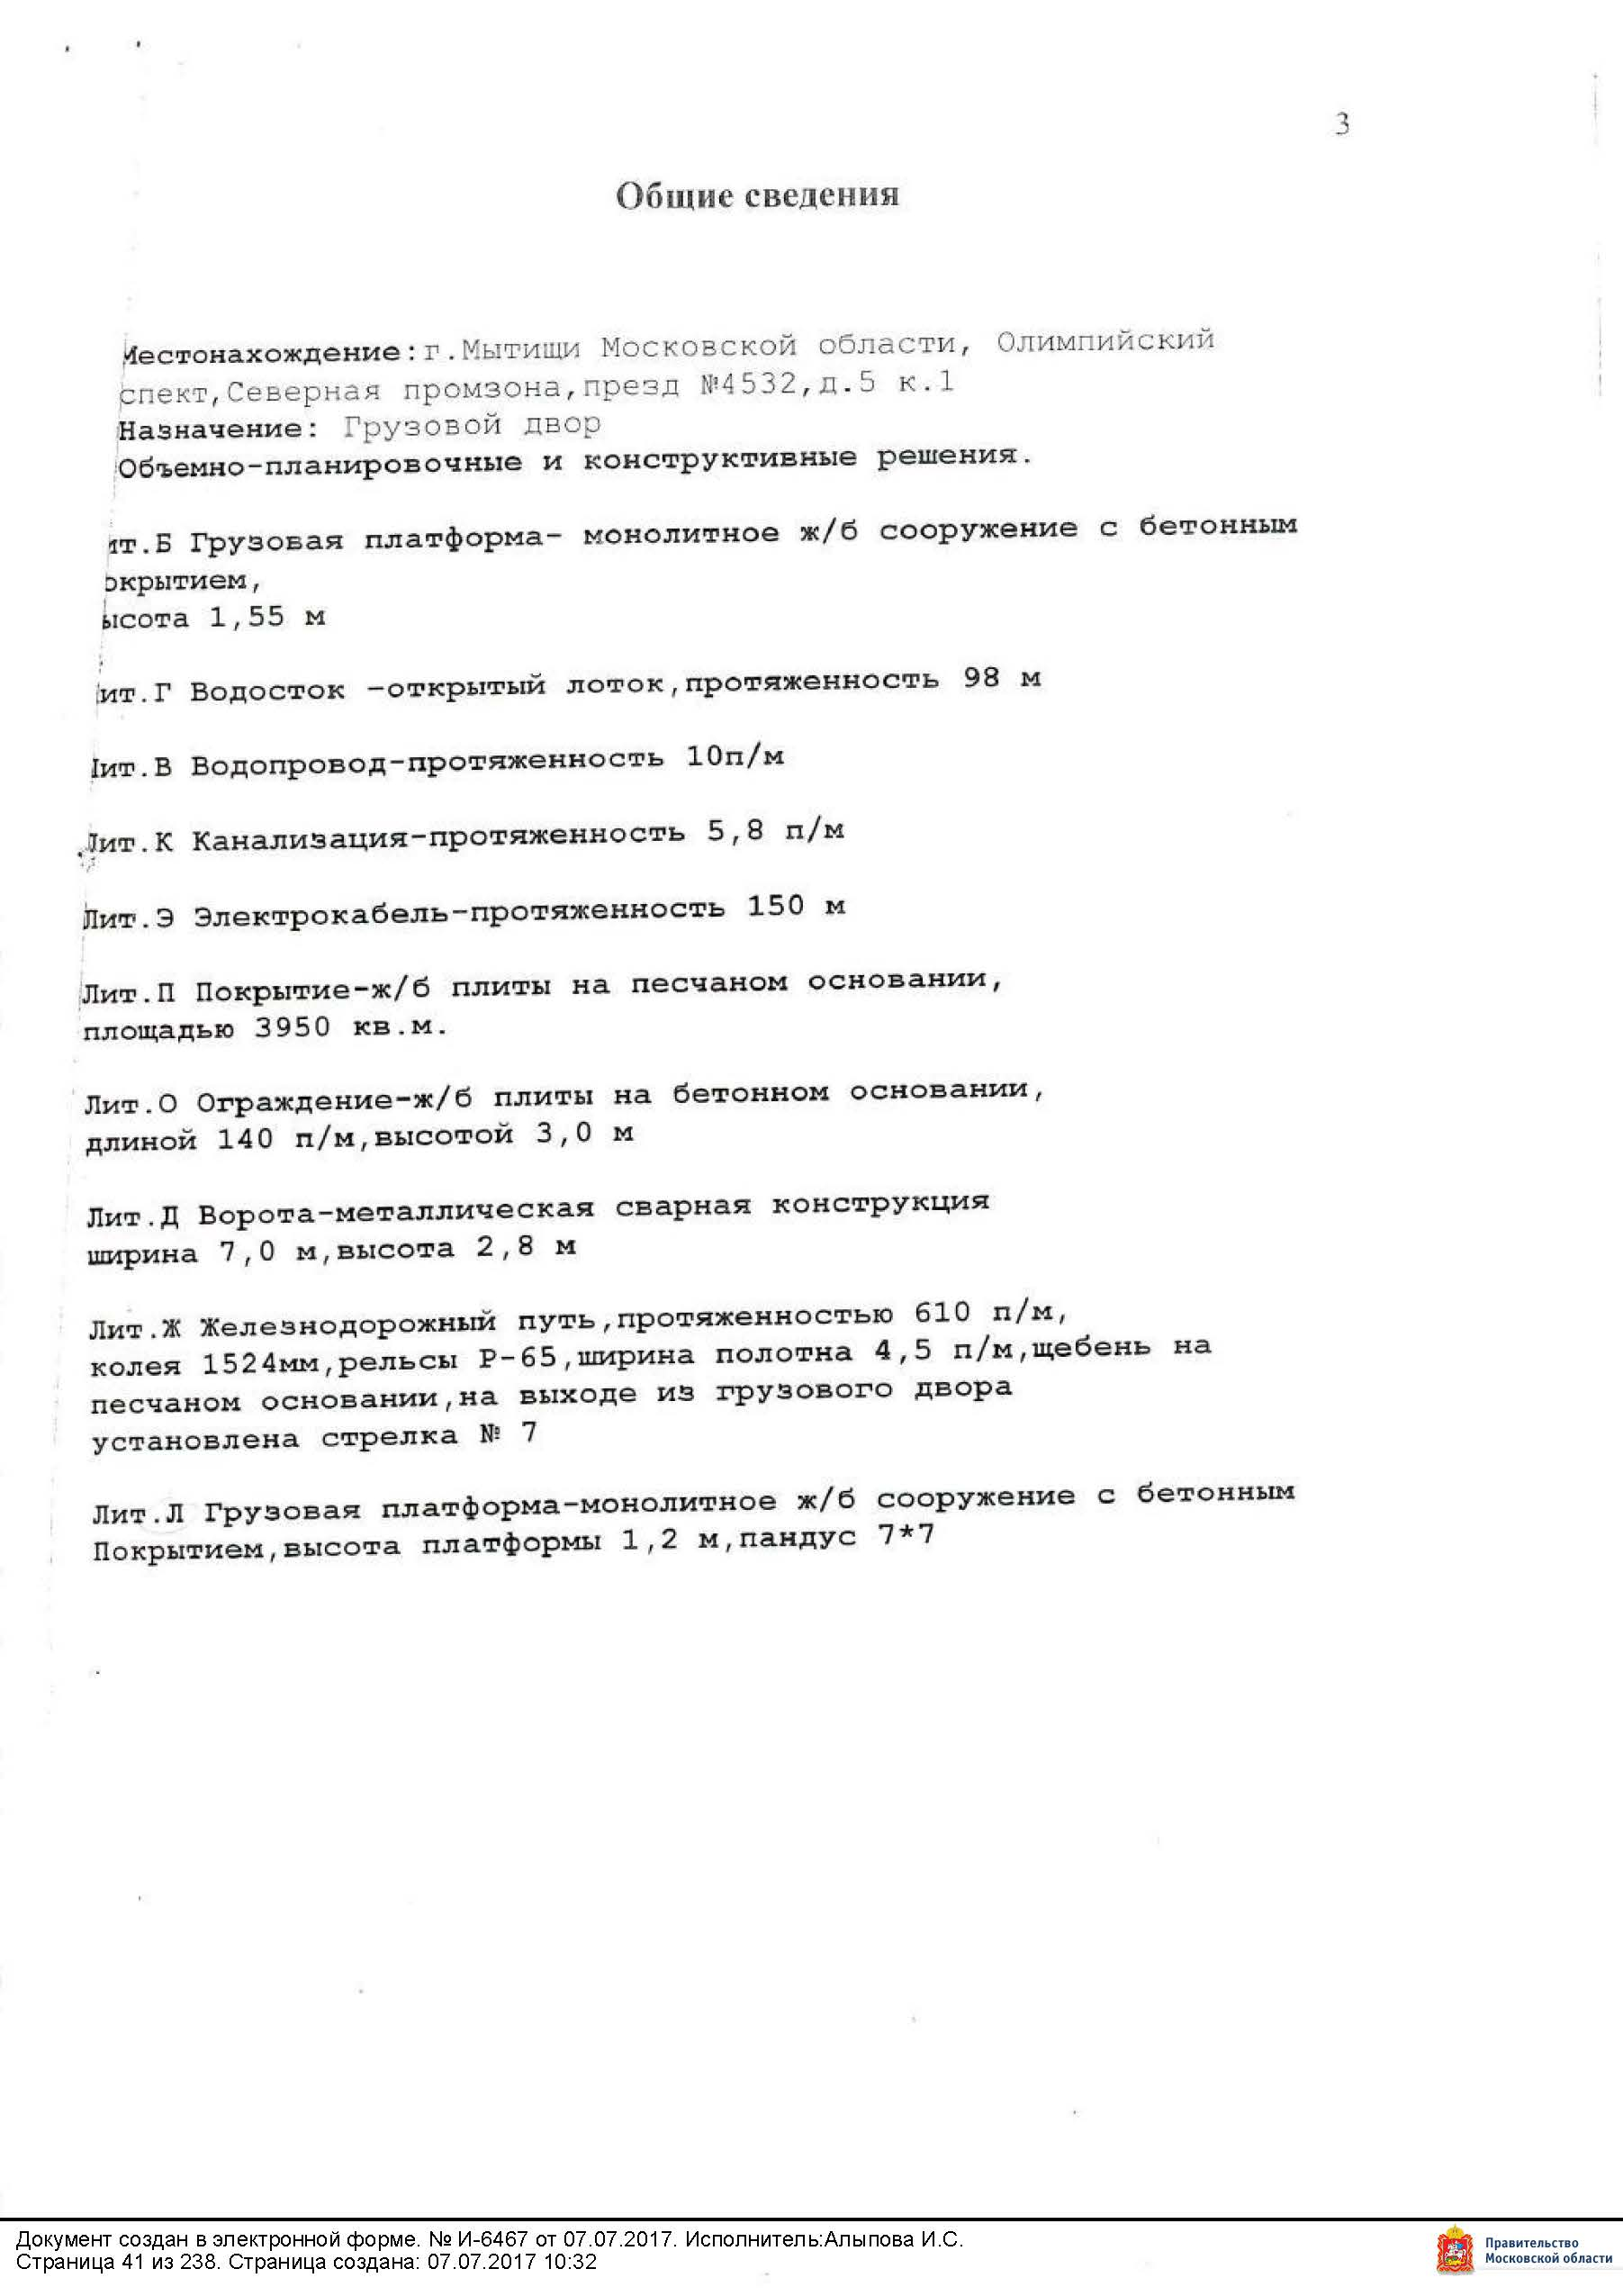 3
Общие сведения
Местонахождение:г.Мытищи Московской области, Олимпийский
спект,Северная промзона,презд №4532,д.5 к.1
Назначение: Грузовой двор
Объемно-планировочные и конструктивные решения.
ит.Б Грузовая платформа- монолитное ж/б сооружение с бетонным
окрытием,
ысота 1,55 м
ит.Г Водосток -открытый лоток,протяженность 98 м
Лит.В Водопровод-протяженность 10п/м
Лит.К Канализация-протяженность 5,8 п/м
Лит.Э Электрокабель-протяженность 150 м
Лит.П Покрытие-ж/б плиты на песчаном основании,
площадью 3950 кв.м.
Лит.О Ограждение-ж/б плиты на бетонном основании,
длиной 140 п/м,высотой 3,0 м
Лит.Д Ворота-металлическая сварная конструкция
ширина 7,0 м,высота 2,8 м
Лит.Ж Железнодорожный путь,протяженностью 610 п/м,
колея 1524мм,рельсы Р-65,ширина полотна 4,5 п/м,щебень на
песчаном основании,на выходе из грузового двора
установлена стрелка № 7
Лит.Л Грузовая платформа-монолитное ж/б сооружение с бетонным
Покрытием,высота платформы 1,2 м,пандус 7*7
Документ создан в электронной форме. № И-6467 от 07.07.2017. Исполнитель:Алыпова И.С.
Страница 41 из 238. Страница создана: 07.07.2017 10:32
Правительство
Московской области